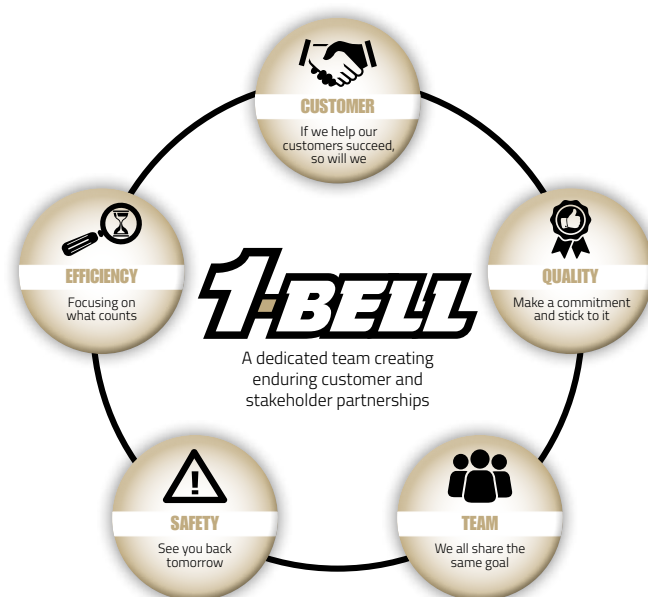 CUSTOMER
If we help our
customers succeed,
so will we
EFFICIENCY
Focusing on
what counts
QUALITY
Make a commitment
and stick to it
1-BELL
A dedicated team creating
enduring customer and
stakeholder partnerships
SAFETY
See you back
tomorrow
TEAM
We all share the
same goal